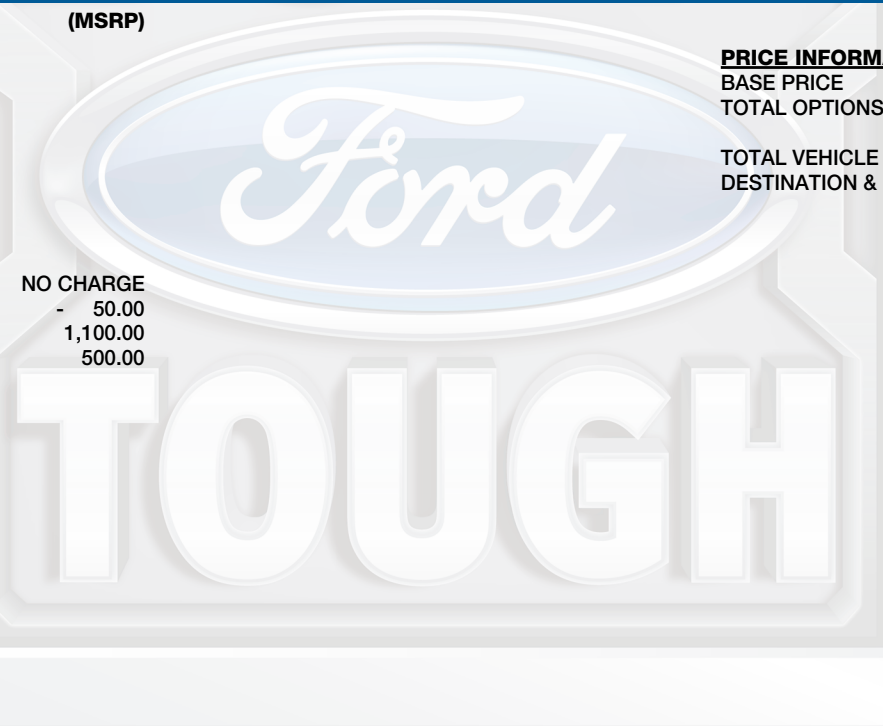 (MSRP)
PRICE INFORM
BASE PRICE
TOTAL OPTIONS
TOTAL VEHICLE
DESTINATION &
NO CHARGE
- 50.00
1,100.00
500.00
Ford
TOUGH